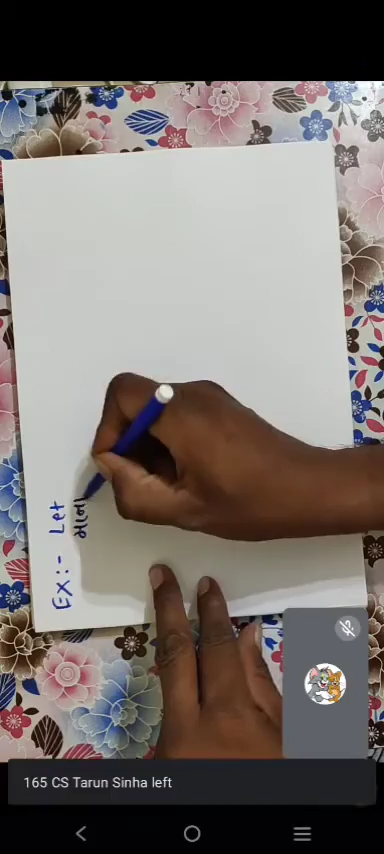 Ex:- Let
माना
165 CS Tarun Sinha left